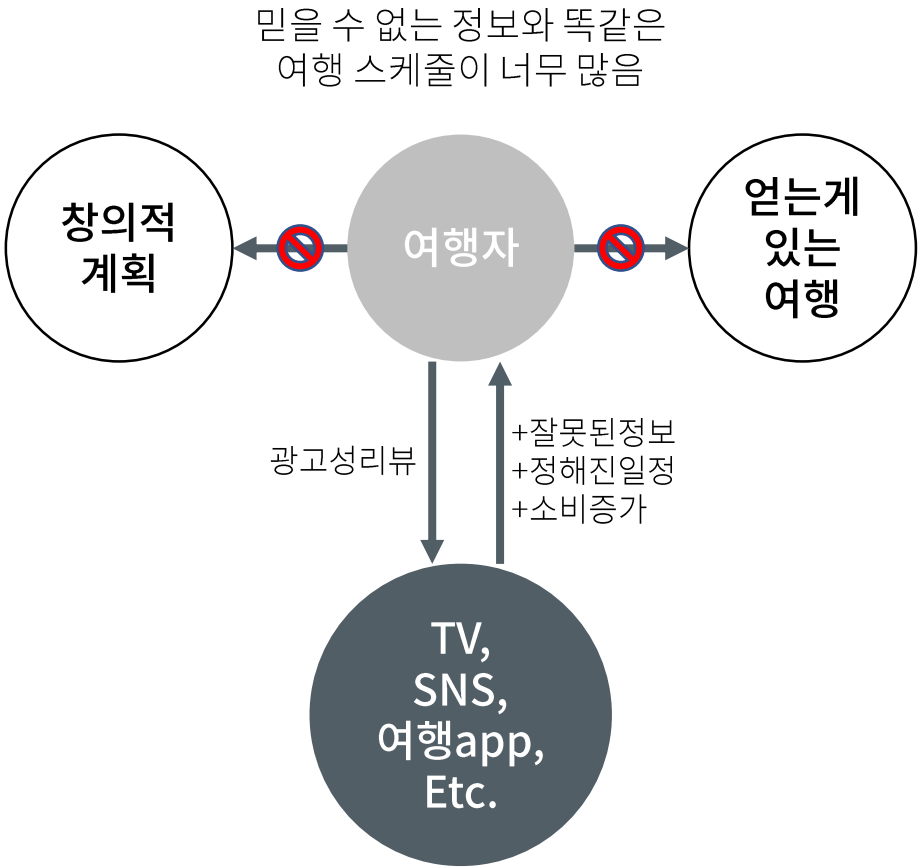 믿을 수 없는 정보와 똑같은
여행 스케줄이 너무 많음
창의적
계획
여행자
얻는게
있는
여행
광고성리뷰
+잘못된정보
+정해진일정
+소비증가
TV,
SNS,
여행app,
Etc.